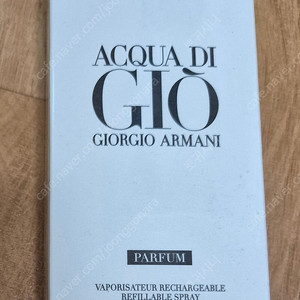 ACQUA DI
GIÒ
GIORGIO ARMANI
PARFUM
VAPORISATEUR RECHARGEABLE
REFILLABLE SPRAY